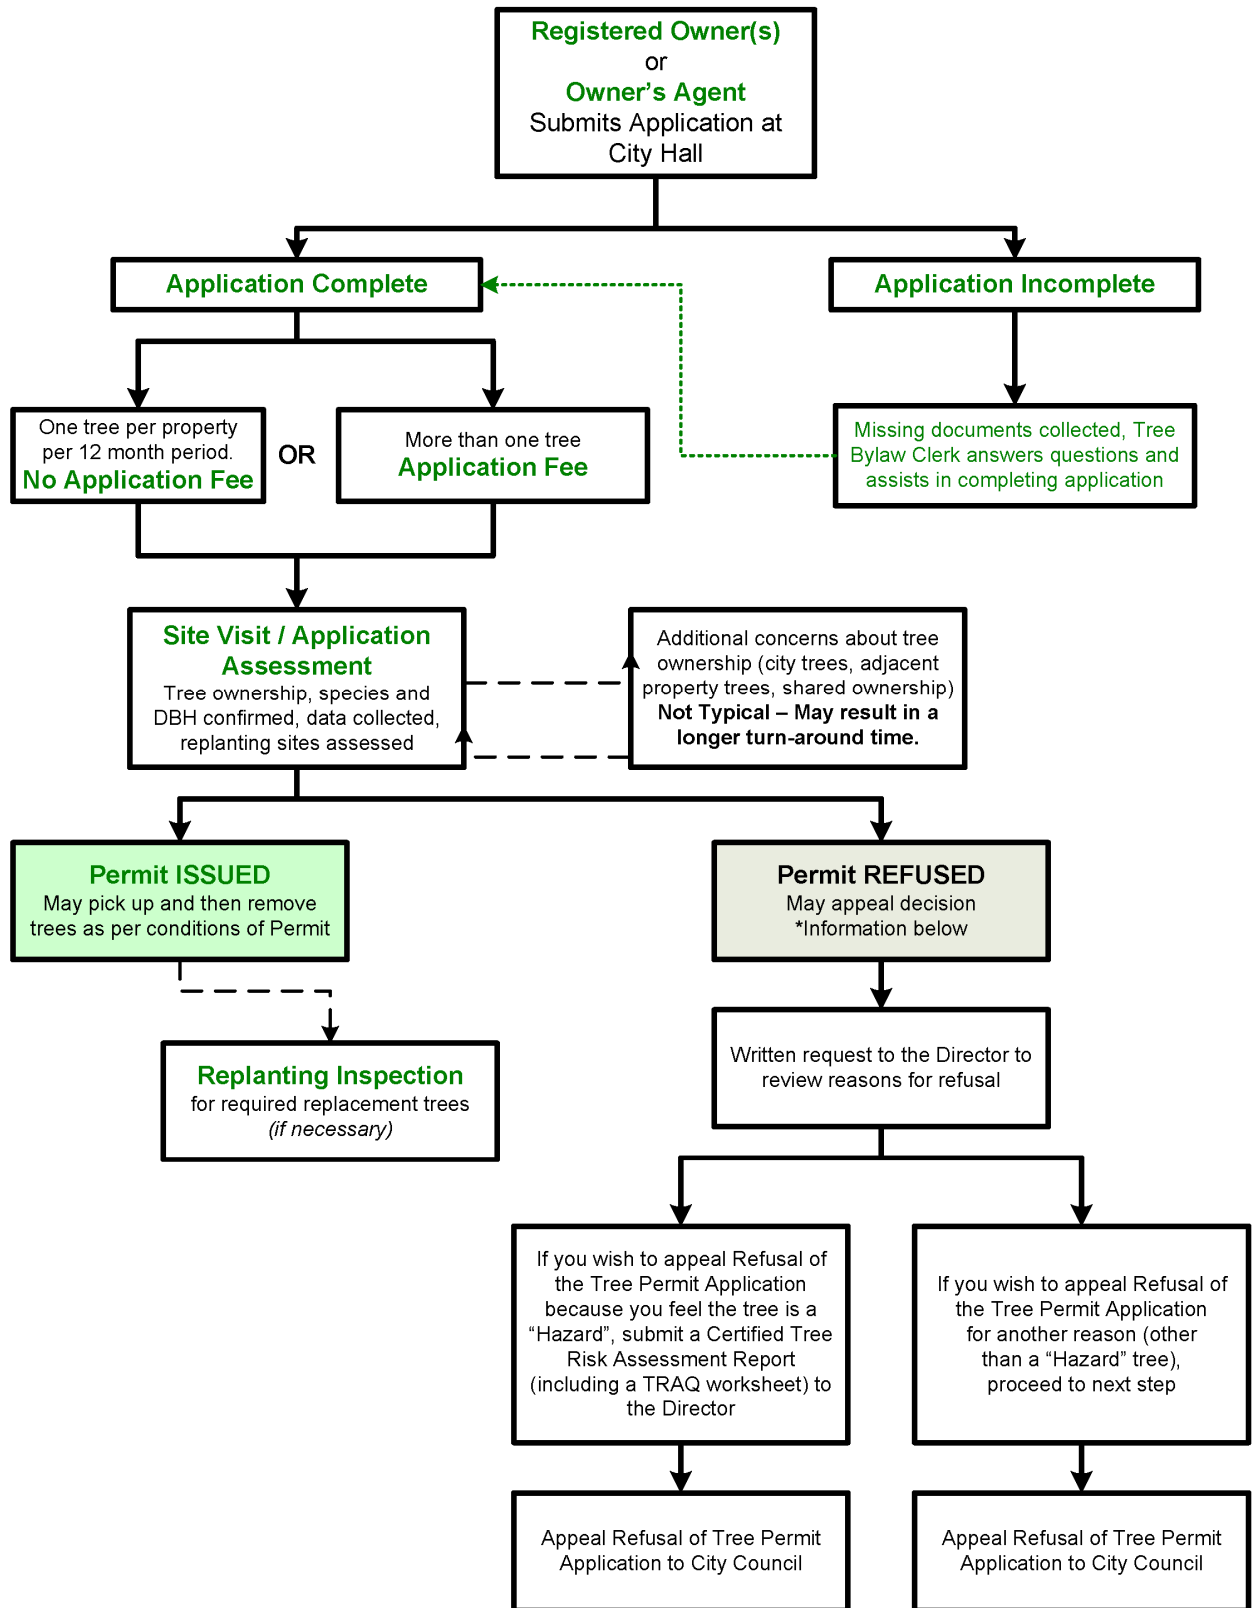 Registered Owner(s)
or
Owner's Agent
Submits Application at
City Hall
Application Complete
Application Incomplete
One tree per property
per 12 month period.
No Application Fee
OR
More than one tree
Application Fee
Missing documents collected, Tree
Bylaw Clerk answers questions and
assists in completing application
Site Visit / Application
Assessment
Tree ownership, species and
DBH confirmed, data collected,
replanting sites assessed
Additional concerns about tree
ownership (city trees, adjacent
property trees, shared ownership)
Not Typical – May result in a
longer turn-around time.
Permit ISSUED
May pick up and then remove
trees as per conditions of Permit
Permit REFUSED
May appeal decision
*Information below
Replanting Inspection
for required replacement trees
(if necessary)
Written request to the Director to
review reasons for refusal
If you wish to appeal Refusal of
the Tree Permit Application
because you feel the tree is a
“Hazard”, submit a Certified Tree
Risk Assessment Report
(including a TRAQ worksheet) to
the Director
If you wish to appeal Refusal of
the Tree Permit Application
for another reason (other
than a “Hazard” tree),
proceed to next step
Appeal Refusal of Tree Permit
Application to City Council
Appeal Refusal of Tree Permit
Application to City Council